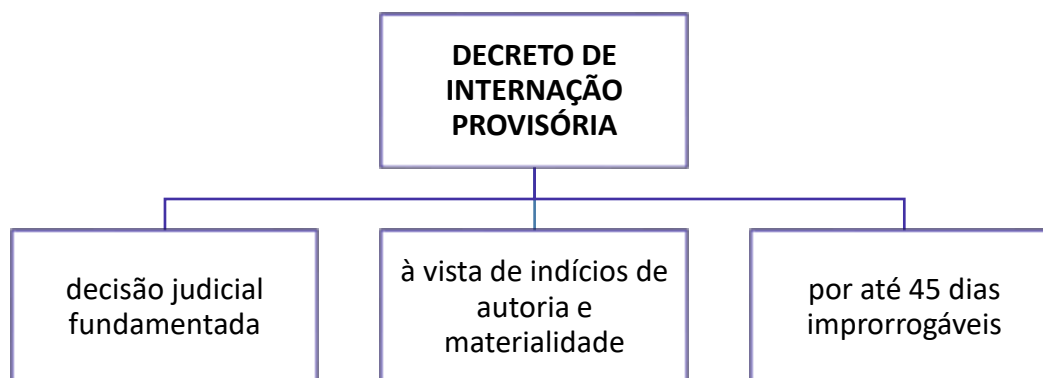 DECRETO DE
INTERNAÇÃO
PROVISÓRIA
decisão judicial
fundamentada
à vista de indícios de
autoria e
materialidade
por até 45 dias
improrrogáveis